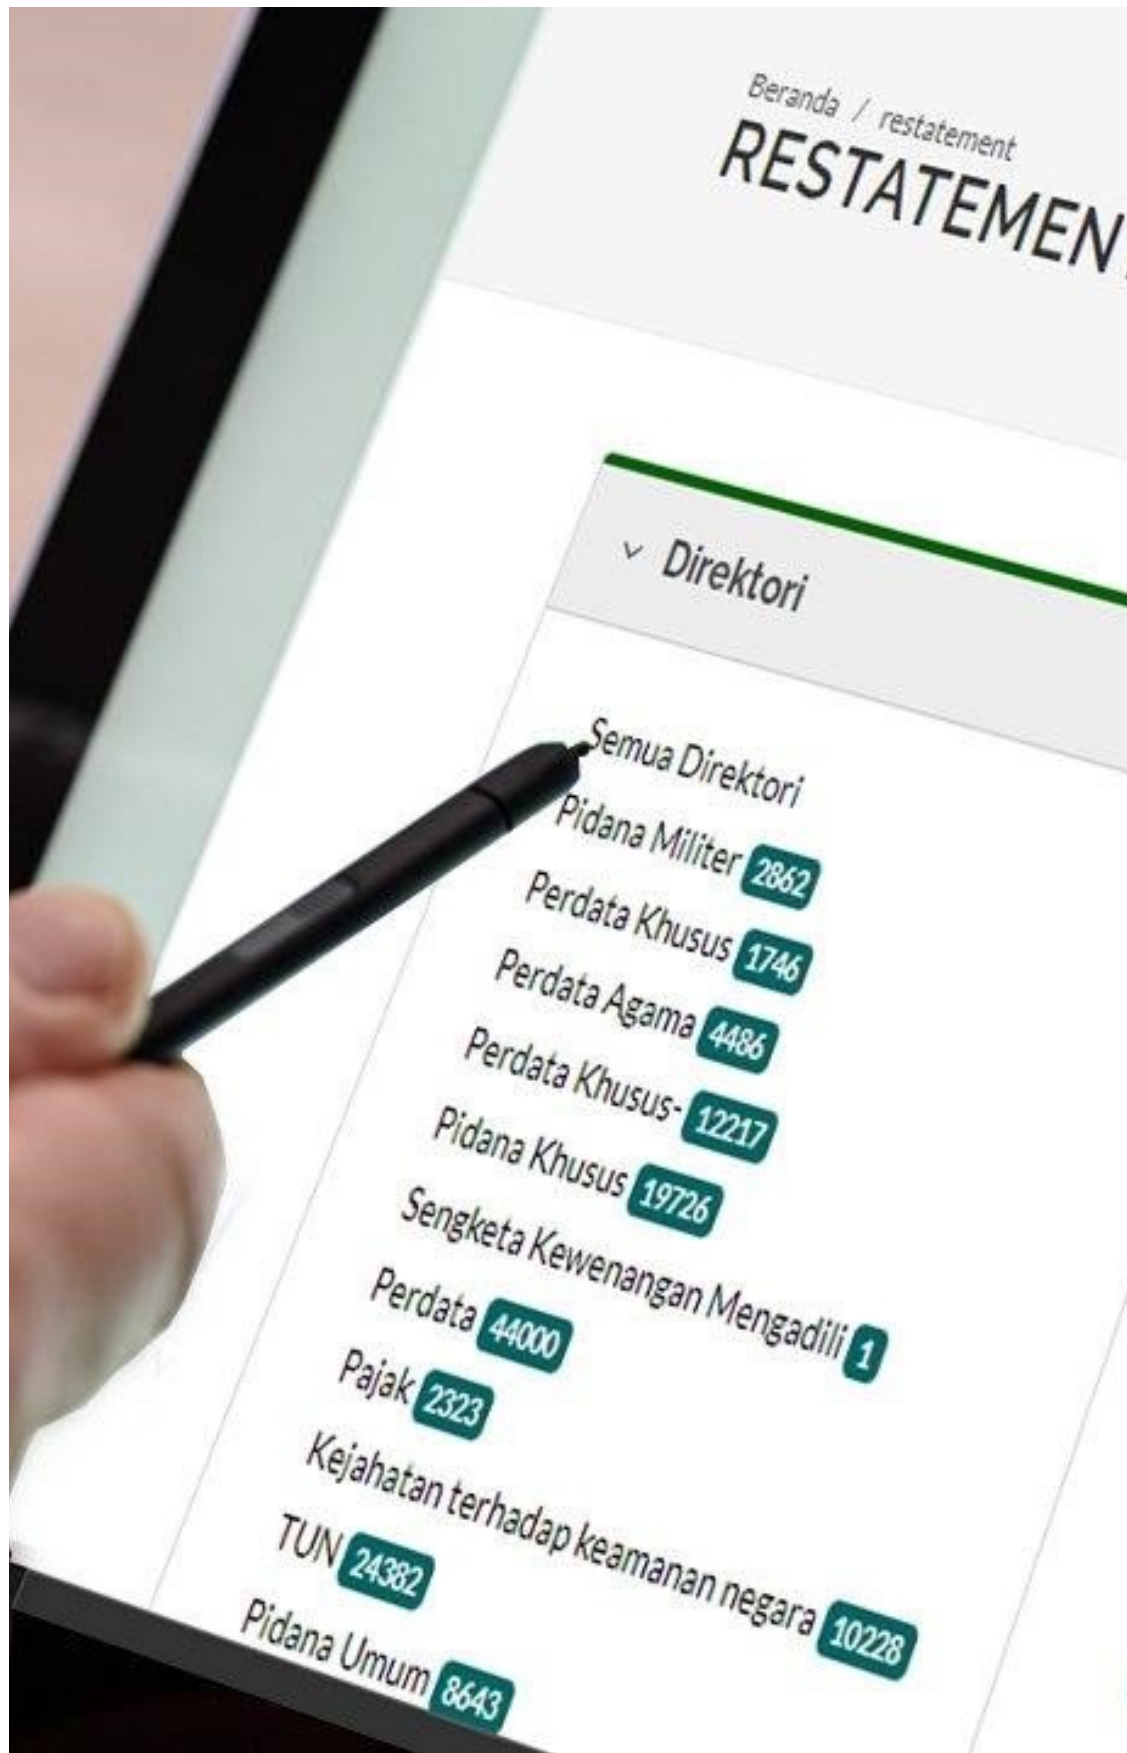 Beranda / restatement
RESTATEMEN
Direktori
Semua Direktori
Pidana Militer 2862
Perdata Khusus 1746
Perdata Agama 4486
Perdata Khusus- 12217
Pidana Khusus 19726
Sengketa Kewenangan Mengadili 1
Perdata 44000
Pajak 2323
Kejahatan terhadap keamanan negara 10228
TUN 24382
Pidana Umum 8643